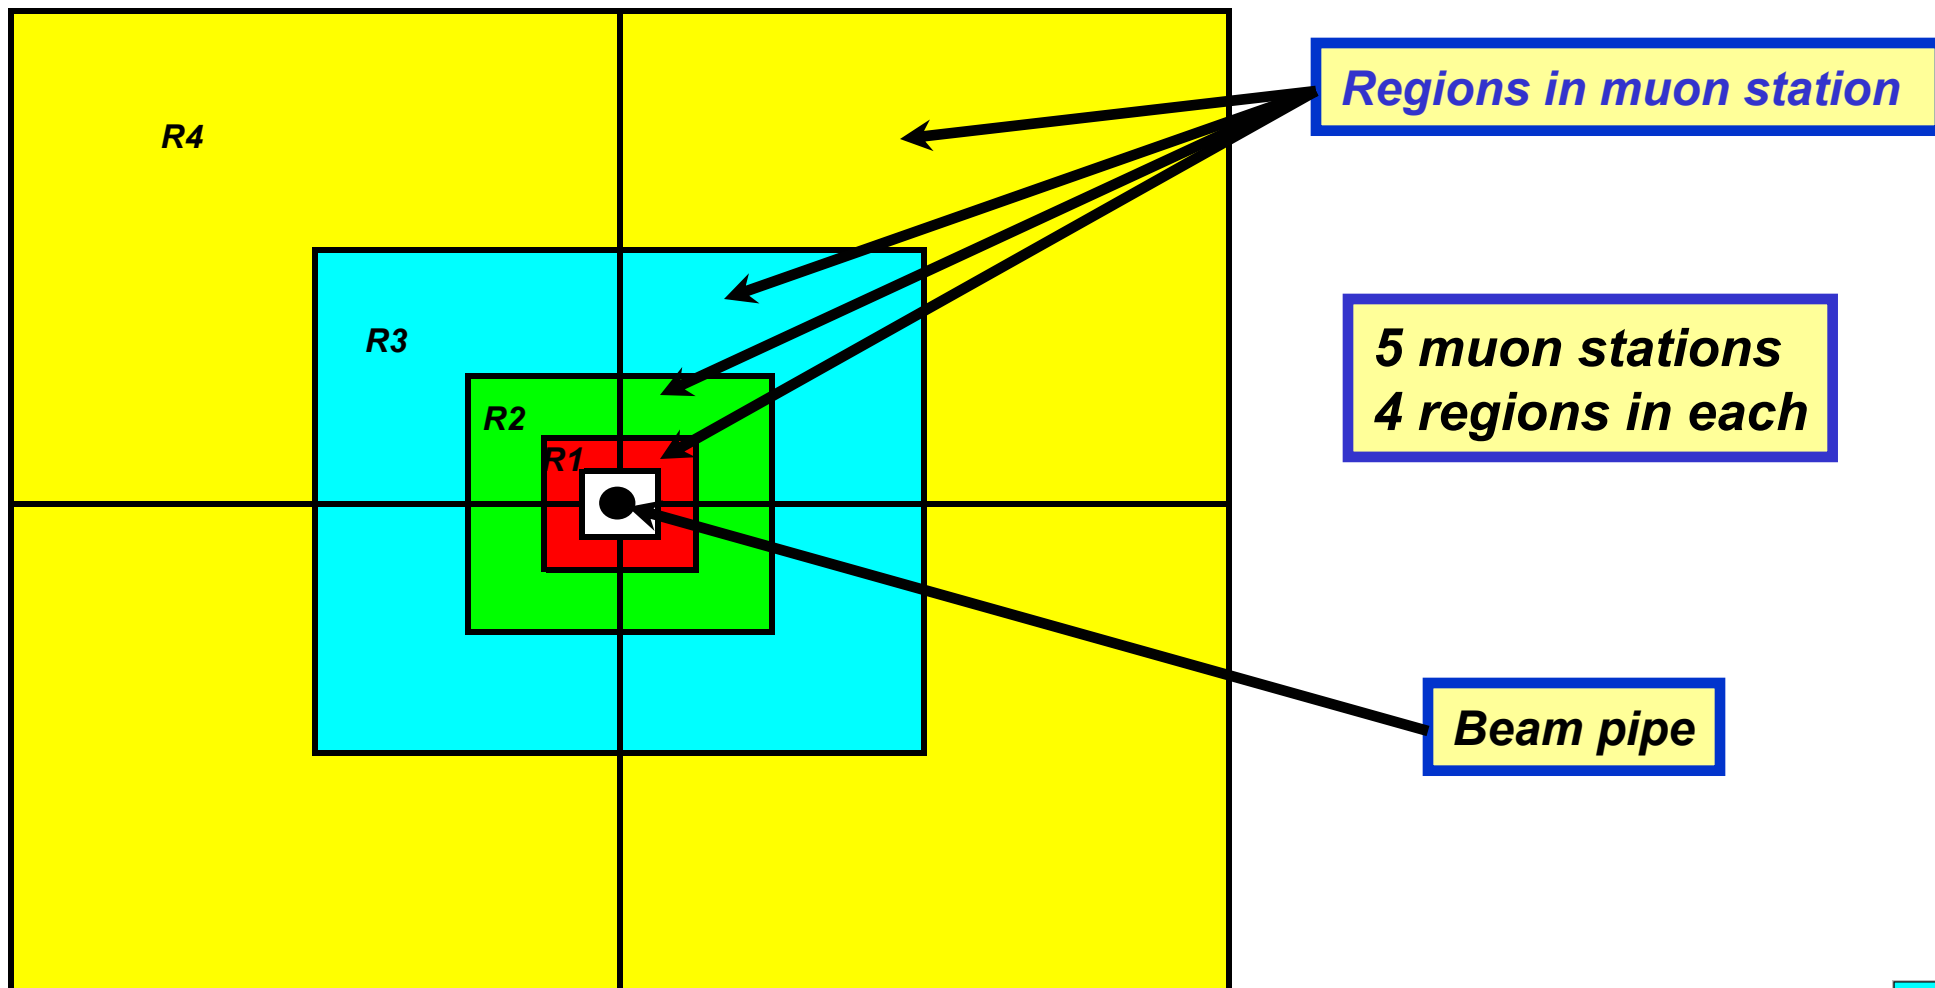 Regions in muon station
R4
R3
5 muon stations
4 regions in each
R2
R1
Beam pipe